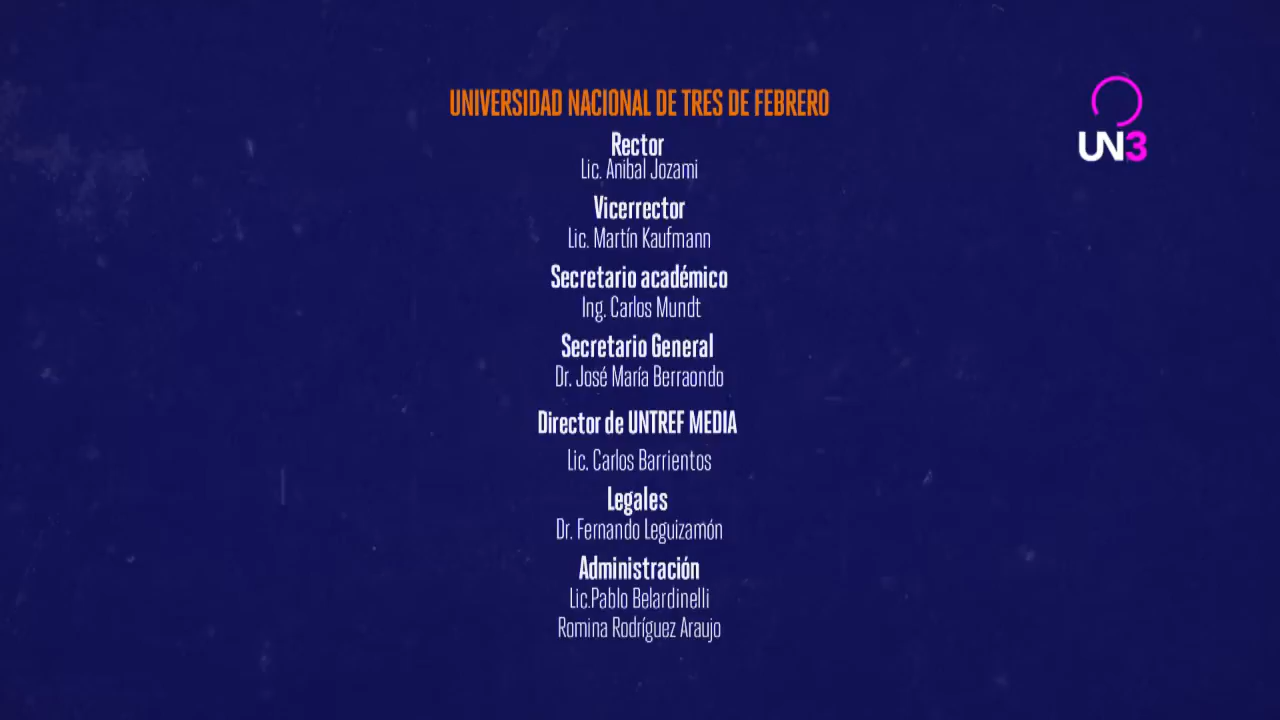 UNIVERSIDAD NACIONAL DE TRES DE FEBRERO
Rector
Lic. Anibal Jozami
Vicerrector
Lic. Martín Kaufmann
Secretario académico
Ing. Carlos Mundt
Secretario General
Dr. José María Berraondo
Director de UNTREF MEDIA
Lic. Carlos Barrientos
Legales
Dr. Fernando Leguizamón
Administración
Lic.Pablo Belardinelli
Romina Rodríguez Araujo
UN3